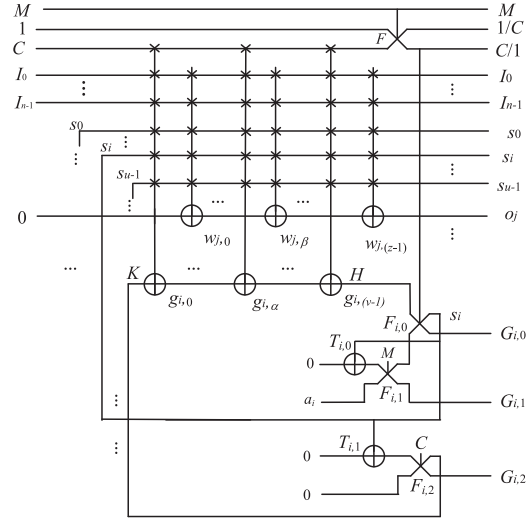 M M
1 F 1/C
C C/1
I0 ... ... I0
In-1 In-1
s0 ... s0
... si ... si
su-1 ... su-1
0 ... ... oj
wj,0 wj,β wj,(z-1)
... ... ... ...
K H
gi,0 gi,α gi,(v-1)
Fi,0 si
Gi,0
Ti,0
0 M
ai Fi,1 Gi,1
...
Ti,1 C
... 0
Fi,2 Gi,2
0